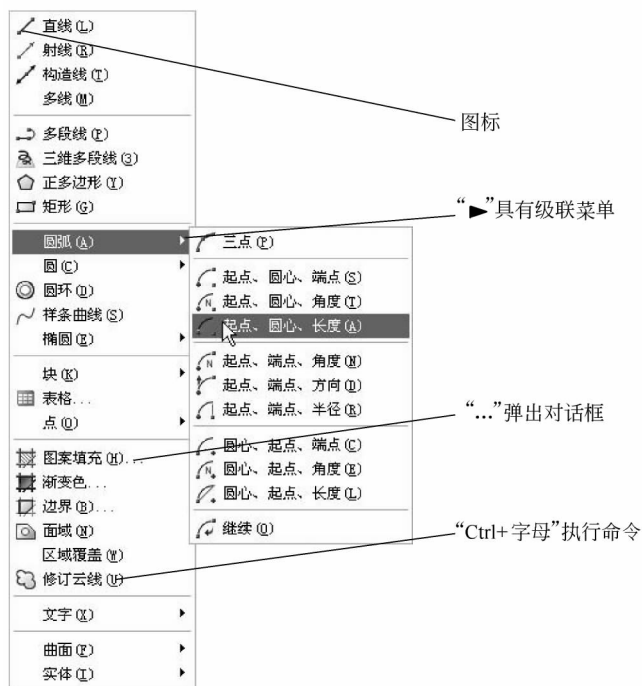 直线(L)
射线(R)
构造线(T)
多线(M)
多段线(P)
三维多段线(3)
正多边形(Y)
矩形(G)
圆弧(A)
圆(C)
圆环(D)
样条曲线(S)
椭圆(E)
块(K)
表格...
点(O)
图案填充(H)...
渐变色...
边界(B)...
面域(N)
区域覆盖(W)
修订云线(U)
文字(X)
曲面(F)
实体(I)
三点(P)
起点、圆心、端点(S)
起点、圆心、角度(T)
起点、圆心、长度(A)
起点、端点、角度(N)
起点、端点、方向(D)
起点、端点、半径(R)
圆心、起点、端点(C)
圆心、起点、角度(E)
圆心、起点、长度(L)
继续(O)
图标
“►”具有级联菜单
“...”弹出对话框
“Ctrl+字母”执行命令